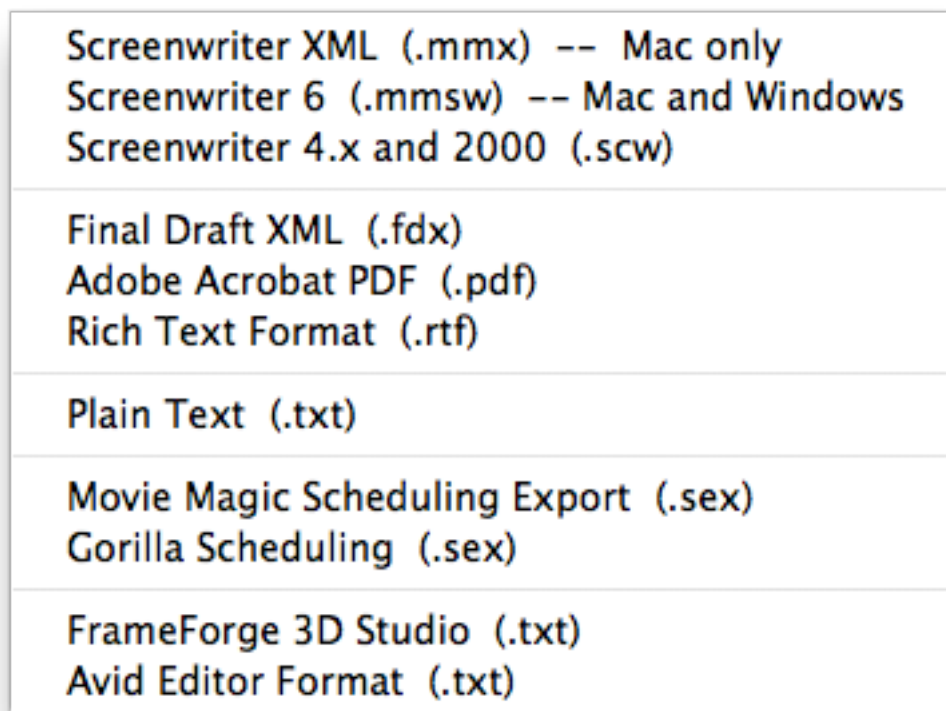 Screenwriter XML  (.mmx)  --  Mac only
Screenwriter 6  (.mmsw)  -- Mac and Windows
Screenwriter 4.x and 2000  (.scw)
Final Draft XML  (.fdx)
Adobe Acrobat PDF  (.pdf)
Rich Text Format  (.rtf)
Plain Text  (.txt)
Movie Magic Scheduling Export  (.sex)
Gorilla Scheduling  (.sex)
FrameForge 3D Studio  (.txt)
Avid Editor Format  (.txt)